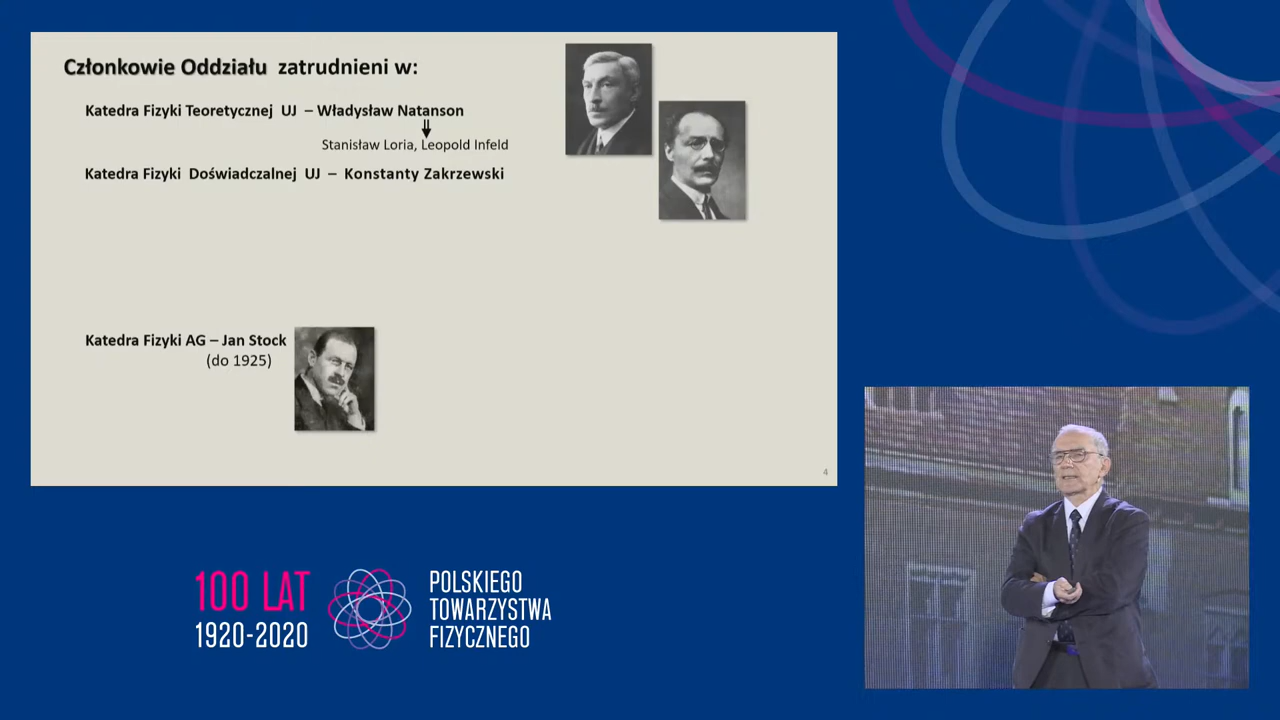 Członkowie Oddziału zatrudnieni w:
Katedra Fizyki Teoretycznej UJ – Władysław Natanson
Stanisław Loria, Leopold Infeld
Katedra Fizyki Doświadczalnej UJ – Konstanty Zakrzewski
Katedra Fizyki AG – Jan Stock
(do 1925)
4
100 LAT
1920-2020
POLSKIEGO
TOWARZYSTWA
FIZYCZNEGO